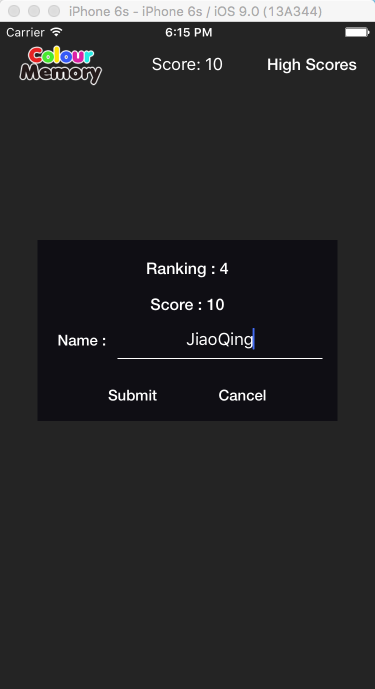 iPhone 6s - iPhone 6s / iOS 9.0 (13A344)
Carrier 6:15 PM
Colour
Memory
Score: 10 High Scores
Ranking : 4
Score : 10
Name : JiaoQing
Submit Cancel